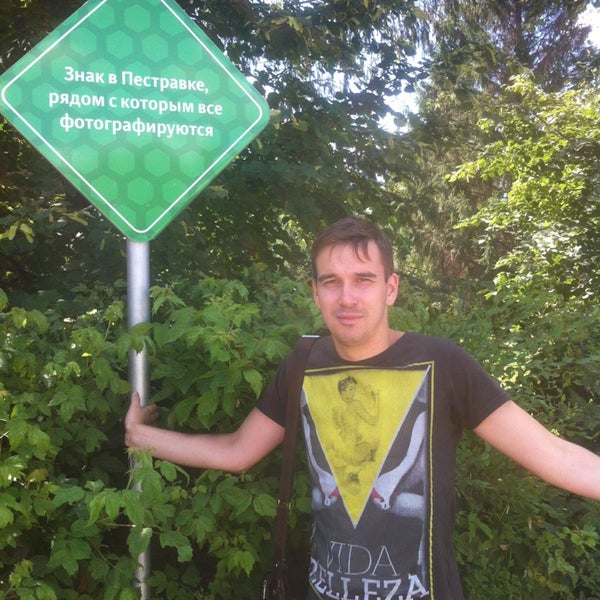 Знак в Пестравке,
рядом с которым все
фотографируются
VIDA
BELLEZA